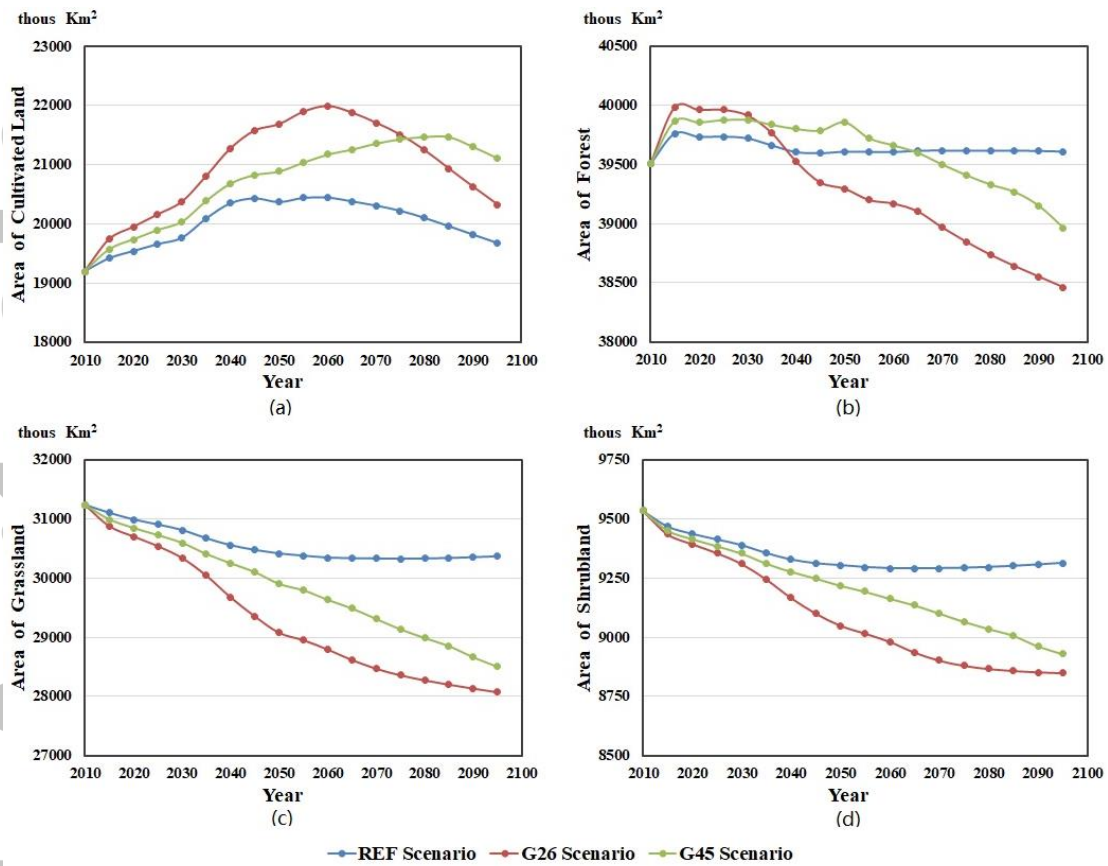 thous Km²
23000
22000
21000
20000
19000
18000
Area of Cultivated Land
2010 2020 2030 2040 2050 2060 2070 2080 2090 2100
Year
(a)
thous Km²
40500
40000
39500
39000
38500
38000
Area of Forest
2010 2020 2030 2040 2050 2060 2070 2080 2090 2100
Year
(b)
thous Km²
32000
31000
30000
29000
28000
27000
Area of Grassland
2010 2020 2030 2040 2050 2060 2070 2080 2090 2100
Year
(c)
thous Km²
9750
9500
9250
9000
8750
8500
Area of Shrubland
2010 2020 2030 2040 2050 2060 2070 2080 2090 2100
Year
(d)
REF Scenario G26 Scenario G45 Scenario